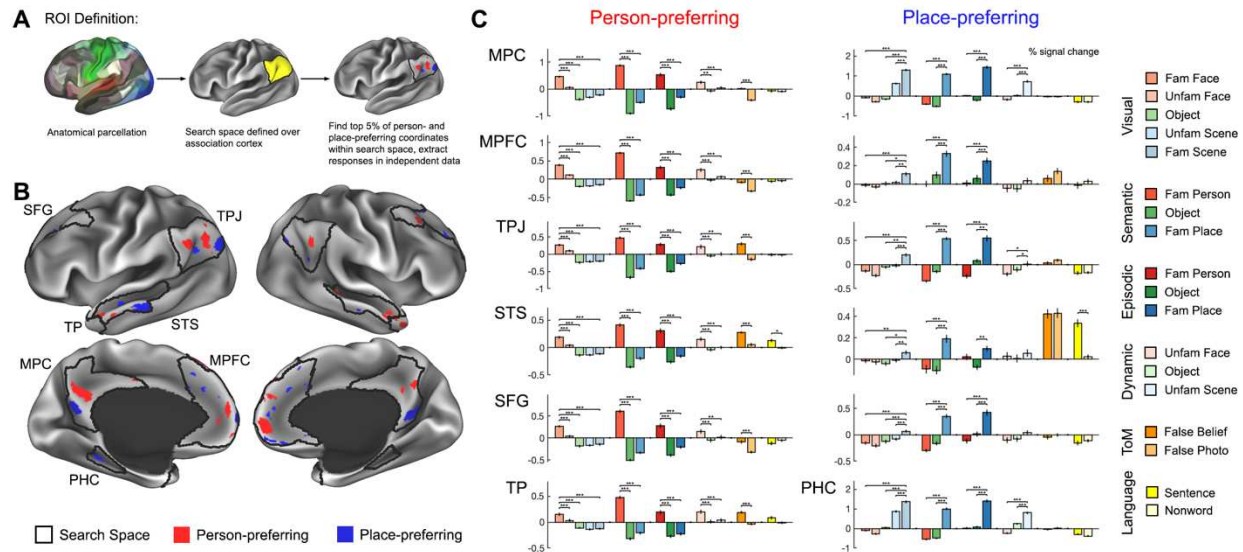 A
ROI Definition:
Anatomical parcellation
Search space defined over
association cortex
Find top 5% of person- and
place-preferring coordinates
within search space, extract
responses in independent data
B
SFG
TPJ
TP
STS
MPC
MPFC
PHC
Search Space
Person-preferring
Place-preferring
C
Person-preferring
Place-preferring
% signal change
MPC
MPFC
TPJ
STS
SFG
TP
PHC
Visual
Fam Face
Unfam Face
Object
Unfam Scene
Fam Scene
Semantic
Fam Person
Object
Fam Place
Episodic
Fam Person
Object
Fam Place
Dynamic
Unfam Face
Object
Unfam Scene
ToM
False Belief
False Photo
Language
Sentence
Nonword